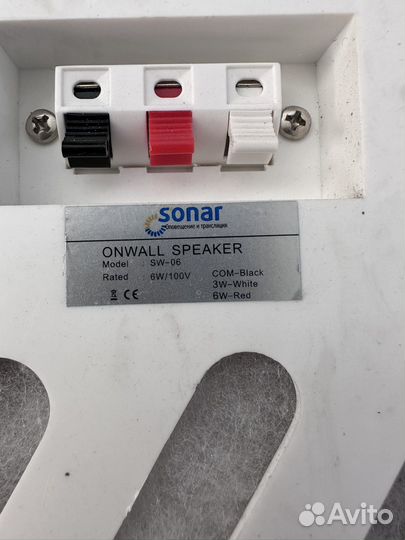 sonar
Оповещение и трансляция
ONWALL SPEAKER
Model : SW-06
Rated : 6W/100V COM-Black
3W-White
CE 6W-Red
Avito